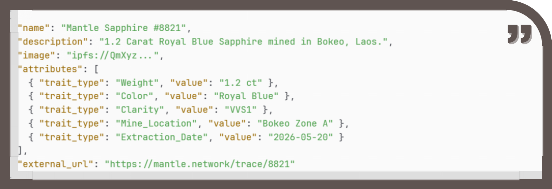 "name": "Mantle Sapphire #8821",
"description": "1.2 Carat Royal Blue Sapphire mined in Bokeo, Laos.",
"image": "ipfs://QmXyz...",
"attributes": [
{ "trait_type": "Weight", "value": "1.2 ct" },
{ "trait_type": "Color", "value": "Royal Blue" },
{ "trait_type": "Clarity", "value": "VVS1" },
{ "trait_type": "Mine_Location", "value": "Bokeo Zone A" },
{ "trait_type": "Extraction_Date", "value": "2026-05-20" }
],
"external_url": "https://mantle.network/trace/8821"